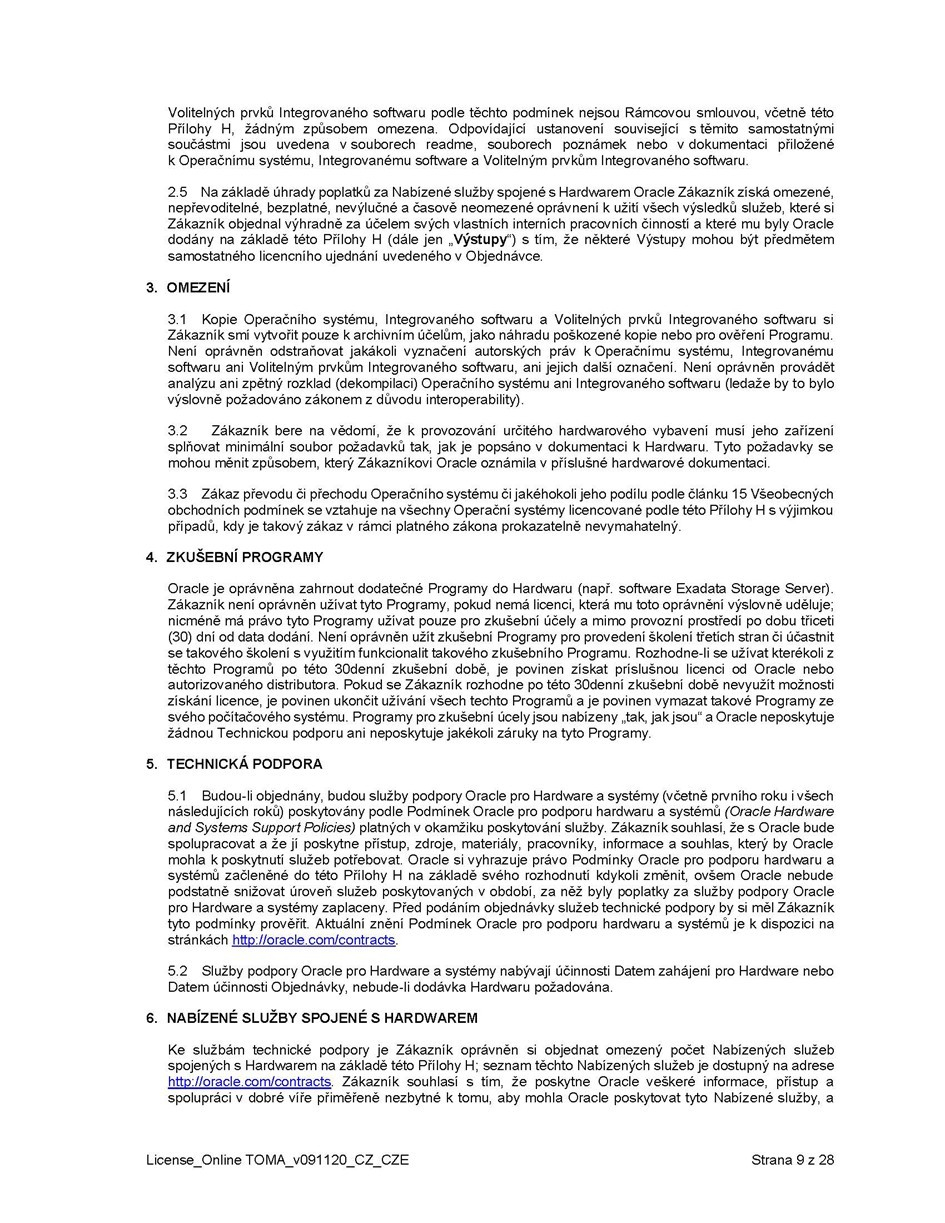 Volitelných prvků Integrovaného softwaru podle těchto podmínek nejsou Rámcovou smlouvou, včetně této
Přílohy H, žádným způsobem omezena. Odpovídající ustanovení související s těmito samostatnými
součástmi jsou uvedena v souborech readme, souborech poznámek nebo v dokumentaci přiložené
k Operačnímu systému, Integrovanému software a Volitelným prvkům Integrovaného softwaru.
2.5 Na základě úhrady poplatků za Nabízené služby spojené s Hardwarem Oracle Zákazník získá omezené,
nepřevoditelné, bezplatné, nevýlučné a časově neomezené oprávnění k užití všech výsledků služeb, které si
Zákazník objednal výhradně za účelem svých vlastních interních pracovních činností a které mu byly Oracle
dodány na základě této Přílohy H (dále jen „Výstupy“) s tím, že některé Výstupy mohou být předmětem
samostatného licencního ujednání uvedeného v Objednávce.
3. OMEZENÍ
3.1 Kopie Operačního systému, Integrovaného softwaru a Volitelných prvků Integrovaného softwaru si
Zákazník smí vytvořit pouze k archivním účelům, jako náhradu poškozené kopie nebo pro ověření Programu.
Není oprávněn odstraňovat jakákoli vyznačení autorských práv k Operačnímu systému, Integrovanému
softwaru ani Volitelným prvkům Integrovaného softwaru, ani jejich další označení. Není oprávněn provádět
analýzu ani zpětný rozklad (dekompilaci) Operačního systému ani Integrovaného softwaru (ledaže by to bylo
výslovně požadováno zákonem z důvodu interoperability).
3.2 Zákazník bere na vědomí, že k provozování určitého hardwarového vybavení musí jeho zařízení
splňovat minimální soubor požadavků tak, jak je popsáno v dokumentaci k Hardwaru. Tyto požadavky se
mohou měnit způsobem, který Zákazníkovi Oracle oznámila v příslušné hardwarové dokumentaci.
3.3 Zákaz převodu či přechodu Operačního systému či jakéhokoli jeho podílu podle článku 15 Všeobecných
obchodních podmínek se vztahuje na všechny Operační systémy licencované podle této Přílohy H s výjimkou
případů, kdy je takový zákaz v rámci platného zákona prokazatelně nevymahatelný.
4. ZKUŠEBNÍ PROGRAMY
Oracle je oprávněna zahrnout dodatečné Programy do Hardwaru (např. software Exadata Storage Server).
Zákazník není oprávněn užívat tyto Programy, pokud nemá licenci, která mu toto oprávnění výslovně uděluje;
nicméně má právo tyto Programy užívat pouze pro zkušební účely a mimo provozní prostředí po dobu třiceti
(30) dní od data dodání. Není oprávněn užít zkušební Programy pro provedení školení třetích stran či účastnit
se takového školení s využitím funkcionalit takového zkušebního Programu. Rozhodne-li se užívat kterékoli z
těchto Programů po této 30denní zkušební době, je povinen získat príslušnou licenci od Oracle nebo
autorizovaného distributora. Pokud se Zákazník rozhodne po této 30denní zkušební době nevyužít možnosti
získání licence, je povinen ukončit užívání všech techto Programů a je povinen vymazat takové Programy ze
svého počítačového systému. Programy pro zkušební úcely jsou nabízeny „tak, jak jsou“ a Oracle neposkytuje
žádnou Technickou podporu ani neposkytuje jakékoli záruky na tyto Programy.
5. TECHNICKÁ PODPORA
5.1 Budou-li objednány, budou služby podpory Oracle pro Hardware a systémy (včetně prvního roku i všech
následujících roků) poskytovány podle Podmínek Oracle pro podporu hardwaru a systémů (Oracle Hardware
and Systems Support Policies) platných v okamžiku poskytování služby. Zákazník souhlasí, že s Oracle bude
spolupracovat a že jí poskytne přístup, zdroje, materiály, pracovníky, informace a souhlas, který by Oracle
mohla k poskytnutí služeb potřebovat. Oracle si vyhrazuje právo Podmínky Oracle pro podporu hardwaru a
systémů začleněné do této Přílohy H na základě svého rozhodnutí kdykoli změnit, ovšem Oracle nebude
podstatně snižovat úroveň služeb poskytovaných v období, za něž byly poplatky za služby podpory Oracle
pro Hardware a systémy zaplaceny. Před podáním objednávky služeb technické podpory by si měl Zákazník
tyto podmínky prověřit. Aktuální znění Podmínek Oracle pro podporu hardwaru a systémů je k dispozici na
stránkách http://oracle.com/contracts.
5.2 Služby podpory Oracle pro Hardware a systémy nabývají účinnosti Datem zahájení pro Hardware nebo
Datem účinnosti Objednávky, nebude-li dodávka Hardwaru požadována.
6. NABÍZENÉ SLUŽBY SPOJENÉ S HARDWAREM
Ke službám technické podpory je Zákazník oprávněn si objednat omezený počet Nabízených služeb
spojených s Hardwarem na základě této Přílohy H; seznam těchto Nabízených služeb je dostupný na adrese
http://oracle.com/contracts. Zákazník souhlasí s tím, že poskytne Oracle veškeré informace, přístup a
spolupráci v dobré víře přiměřeně nezbytné k tomu, aby mohla Oracle poskytovat tyto Nabízené služby, a
License_Online TOMA_v091120_CZ_CZE
Strana 9 z 28